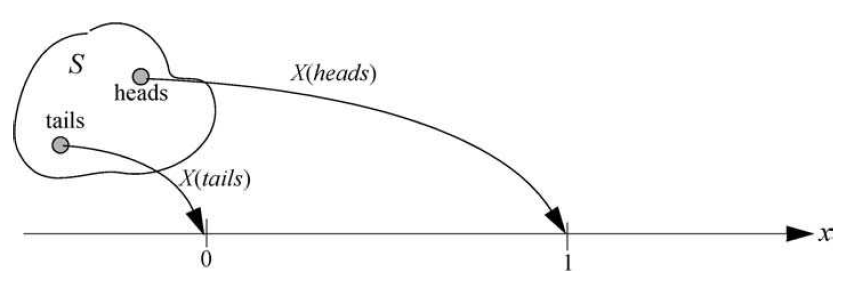 S
X(heads)
heads
tails
X(tails)
x
0
1